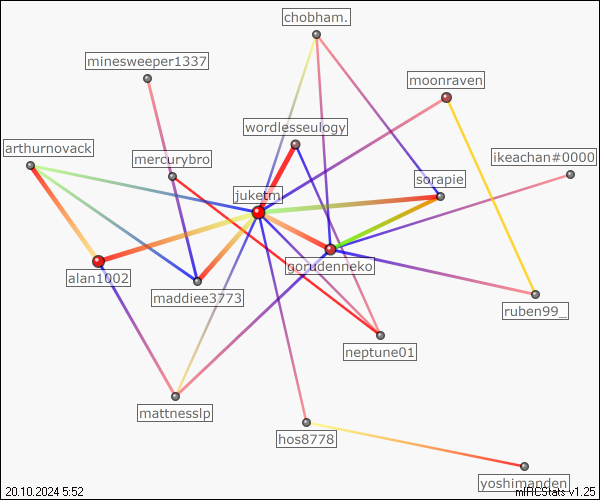 chobham.
minesweeper1337
moonraven
wordlesseulogy
arthurnovack
mercurybro
ikeachan#0000
sorapie
juketm
gorudenneko
alan1002
maddiee3773
ruben99_
neptune01
mattnesslp
hos8778
yoshimanden
20.10.2024 5:52
mIRCStats v1.25